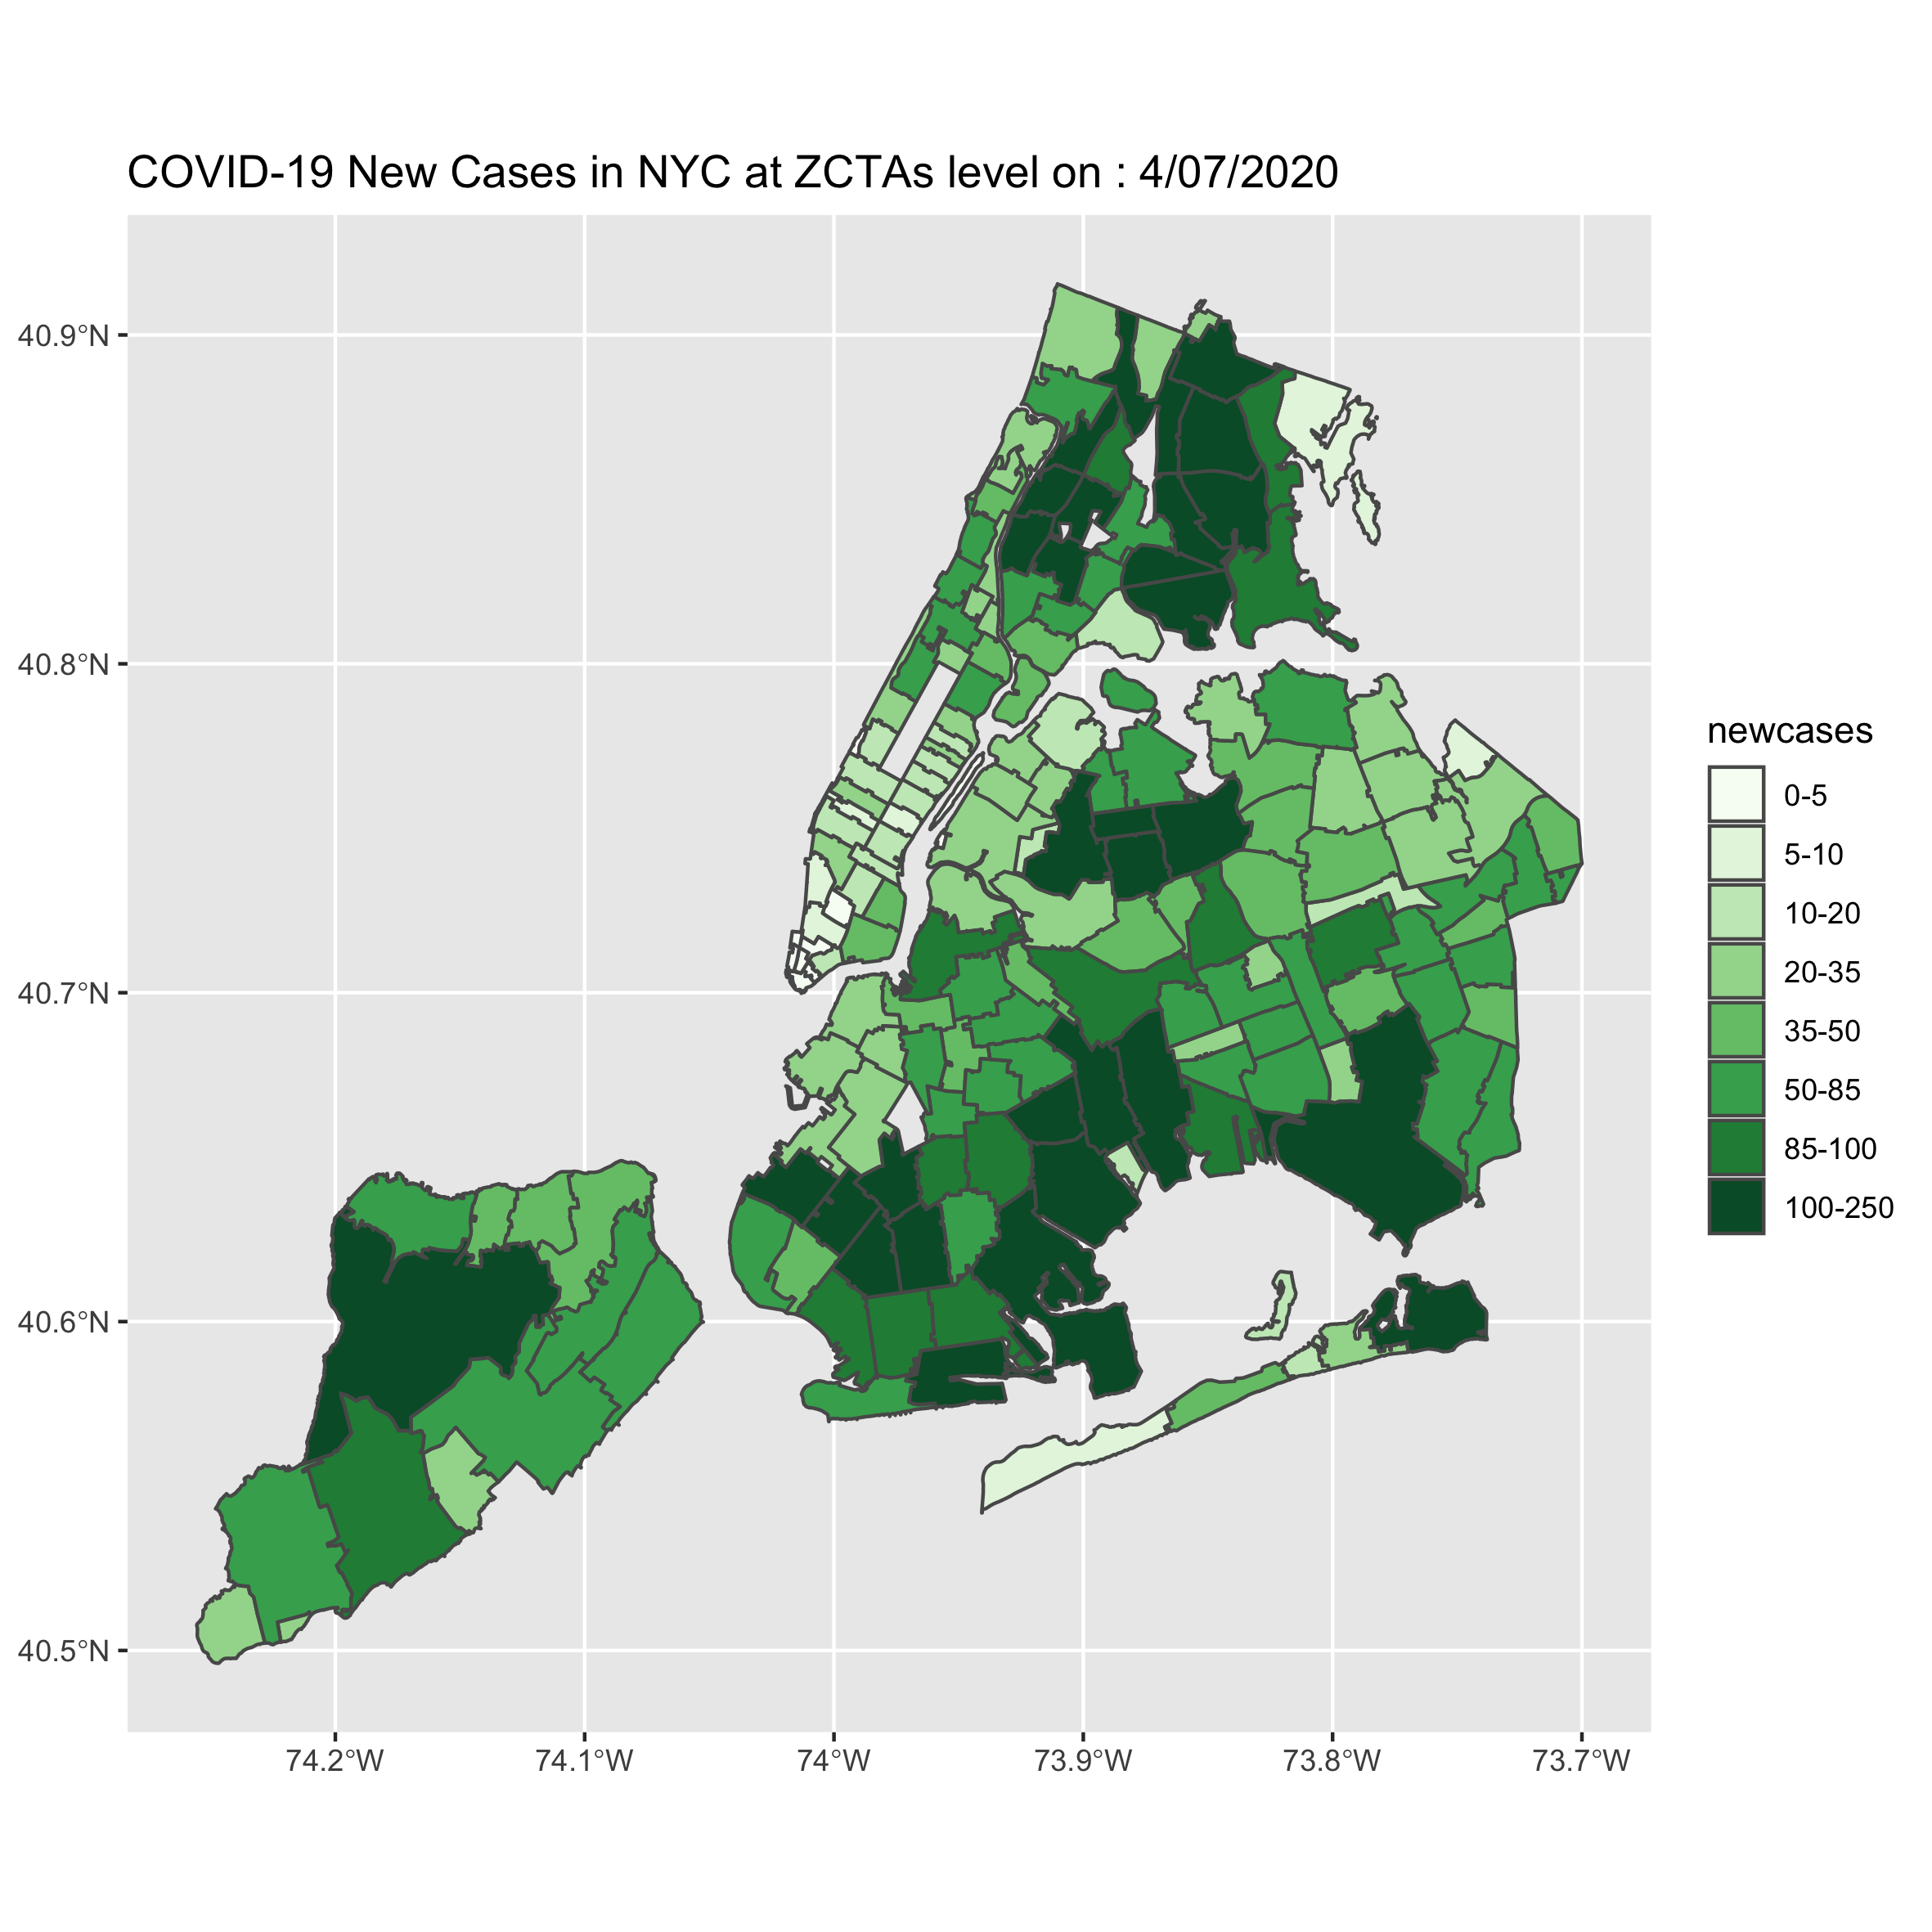 COVID-19 New Cases in NYC at ZCTAs level on : 4/07/2020
40.9°N
40.8°N
40.7°N
40.6°N
40.5°N
74.2°W
74.1°W
74°W
73.9°W
73.8°W
73.7°W
newcases
0-5
5-10
10-20
20-35
35-50
50-85
85-100
100-250